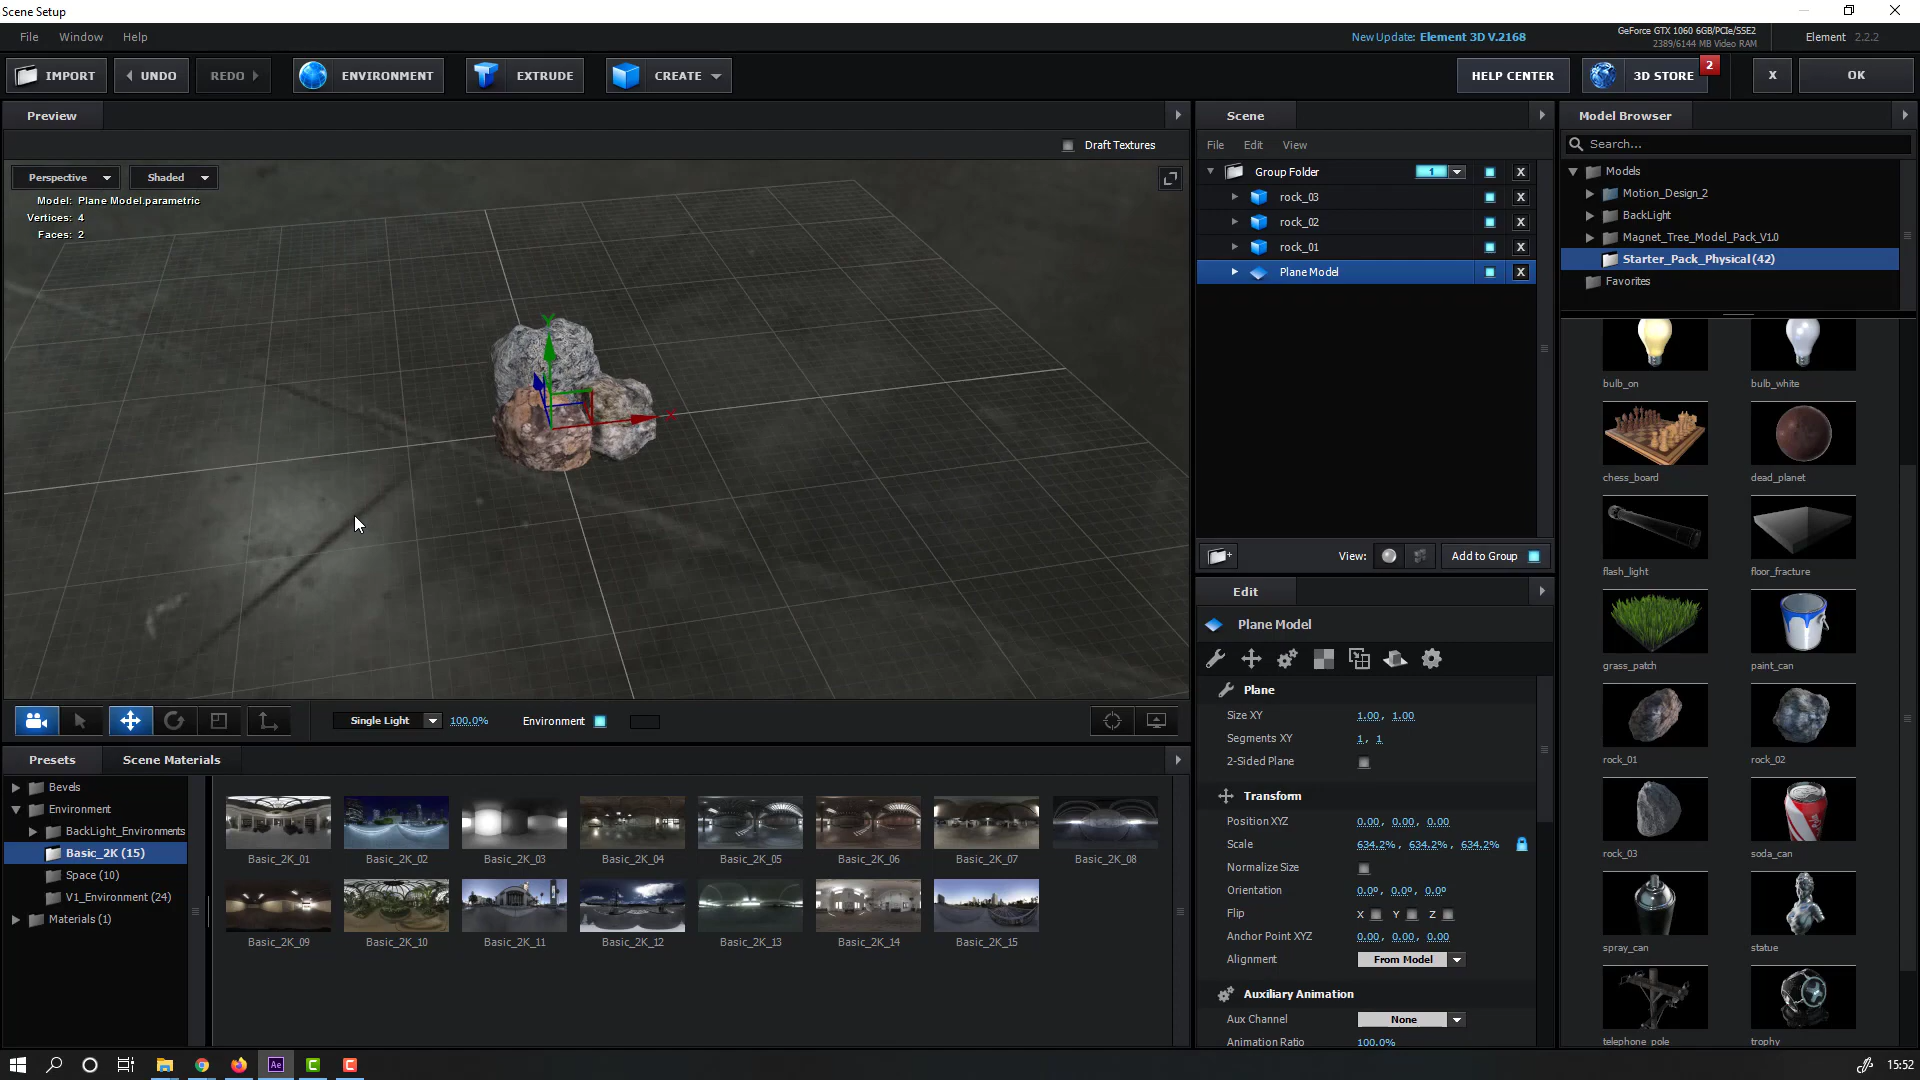 Scene Setup
File Window Help
New Update: Element 3D V.2168
GeForce GTX 1060 6GB/PCIe/SSE2
2389/6144 MB Video RAM
Element 2.2.2
IMPORT
UNDO
REDO
ENVIRONMENT
EXTRUDE
CREATE
HELP CENTER
3D STORE
2
X
OK
Preview
Draft Textures
Perspective
Shaded
Model: Plane Model.parametric
Vertices: 4
Faces: 2
Y
X
Single Light
100.0%
Environment
Scene
File Edit View
Group Folder 1 X
rock_03 X
rock_02 X
rock_01 X
Plane Model X
View:
Add to Group
Edit
Plane Model
Plane
Size XY 1.00, 1.00
Segments XY 1, 1
2-Sided Plane
Transform
Position XYZ 0.00, 0.00, 0.00
Scale 634.2%, 634.2%, 634.2%
Normalize Size
Orientation 0.0º, 0.0º, 0.0º
Flip X Y Z
Anchor Point XYZ 0.00, 0.00, 0.00
Alignment From Model
Auxiliary Animation
Aux Channel None
Animation Ratio 100.0%
Model Browser
Search...
Models
Motion_Design_2
BackLight
Magnet_Tree_Model_Pack_V1.0
Starter_Pack_Physical (42)
Favorites
bulb_on bulb_white
chess_board dead_planet
flash_light floor_fracture
grass_patch paint_can
rock_01 rock_02
rock_03 soda_can
spray_can statue
telephone_pole trophy
Presets
Scene Materials
Bevels
Environment
BackLight_Environments
Basic_2K (15)
Space (10)
V1_Environment (24)
Materials (1)
Basic_2K_01 Basic_2K_02 Basic_2K_03 Basic_2K_04 Basic_2K_05 Basic_2K_06 Basic_2K_07 Basic_2K_08
Basic_2K_09 Basic_2K_10 Basic_2K_11 Basic_2K_12 Basic_2K_13 Basic_2K_14 Basic_2K_15
Ae
C
C
15:52